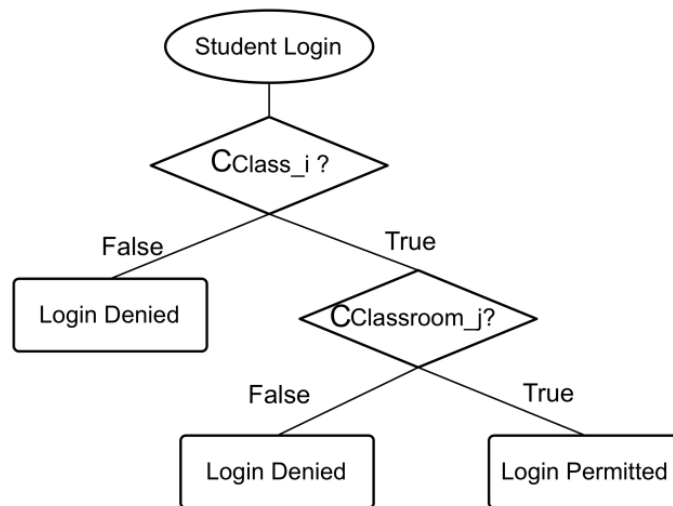 Student Login
CClass_i ?
False
True
Login Denied
CClassroom_j?
False
True
Login Denied
Login Permitted